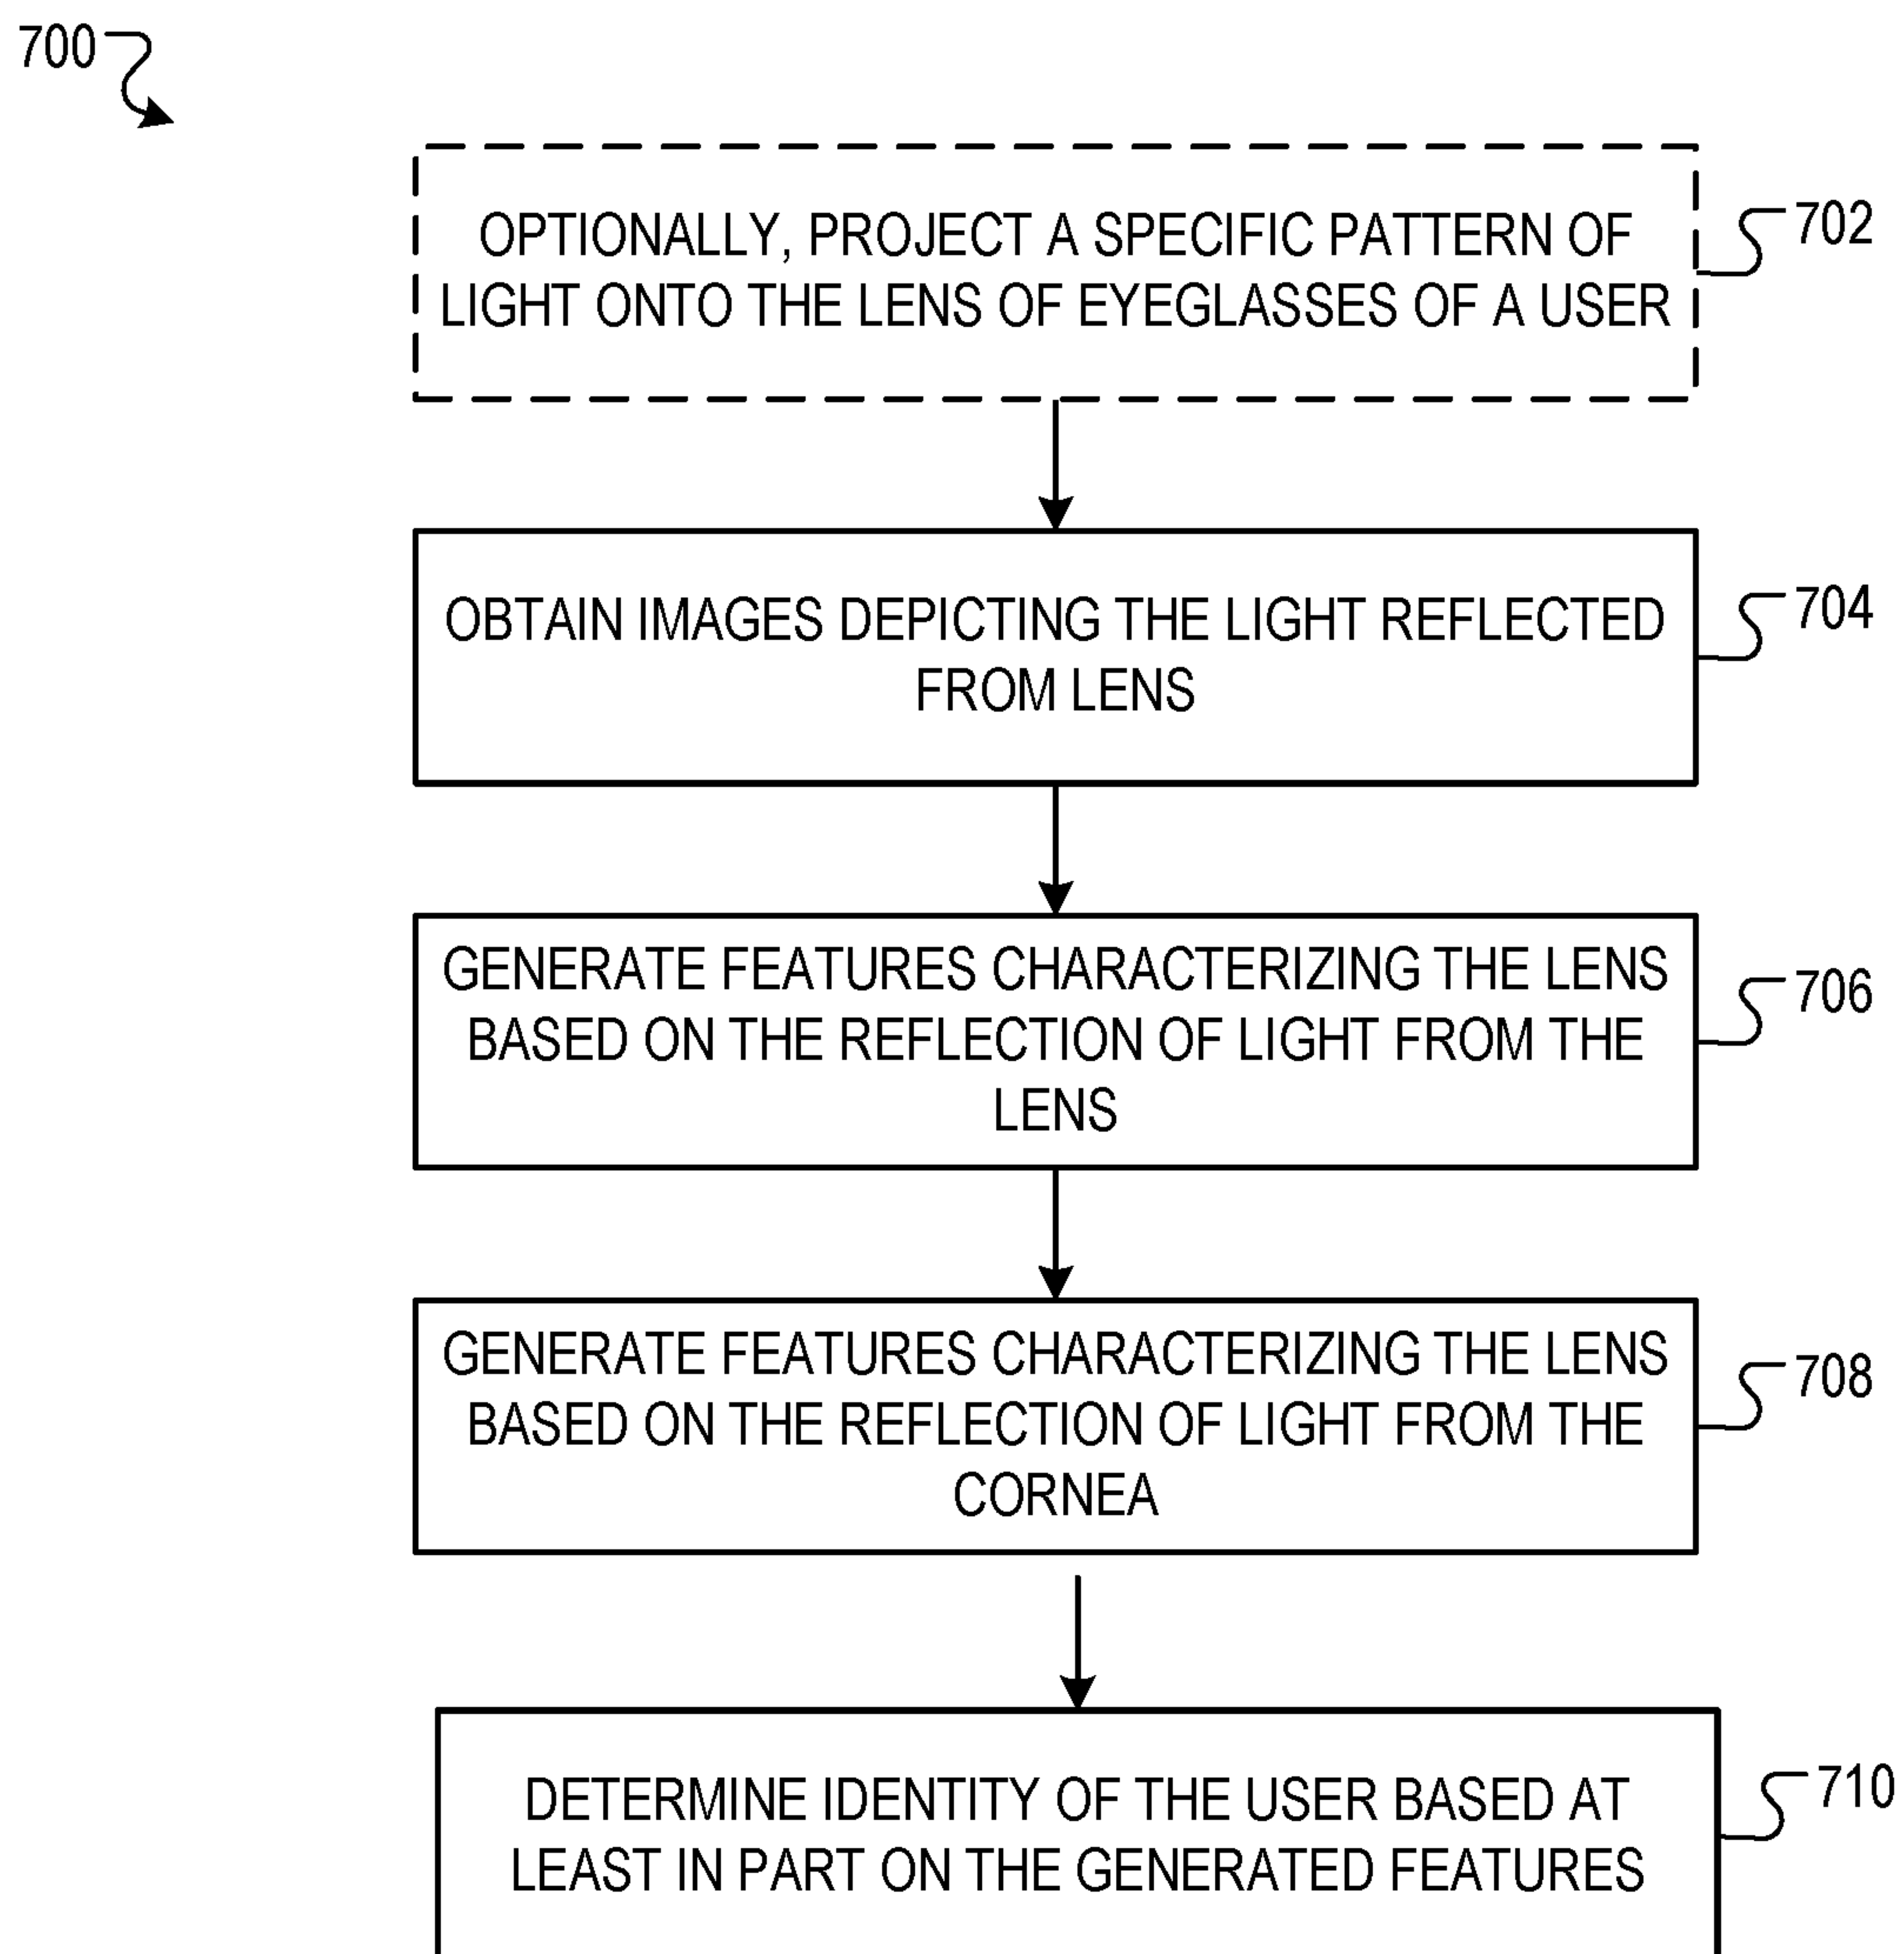 700
OPTIONALLY, PROJECT A SPECIFIC PATTERN OF
LIGHT ONTO THE LENS OF EYEGLASSES OF A USER
702
OBTAIN IMAGES DEPICTING THE LIGHT REFLECTED
FROM LENS
704
GENERATE FEATURES CHARACTERIZING THE LENS
BASED ON THE REFLECTION OF LIGHT FROM THE
LENS
706
GENERATE FEATURES CHARACTERIZING THE LENS
BASED ON THE REFLECTION OF LIGHT FROM THE
CORNEA
708
DETERMINE IDENTITY OF THE USER BASED AT
LEAST IN PART ON THE GENERATED FEATURES
710